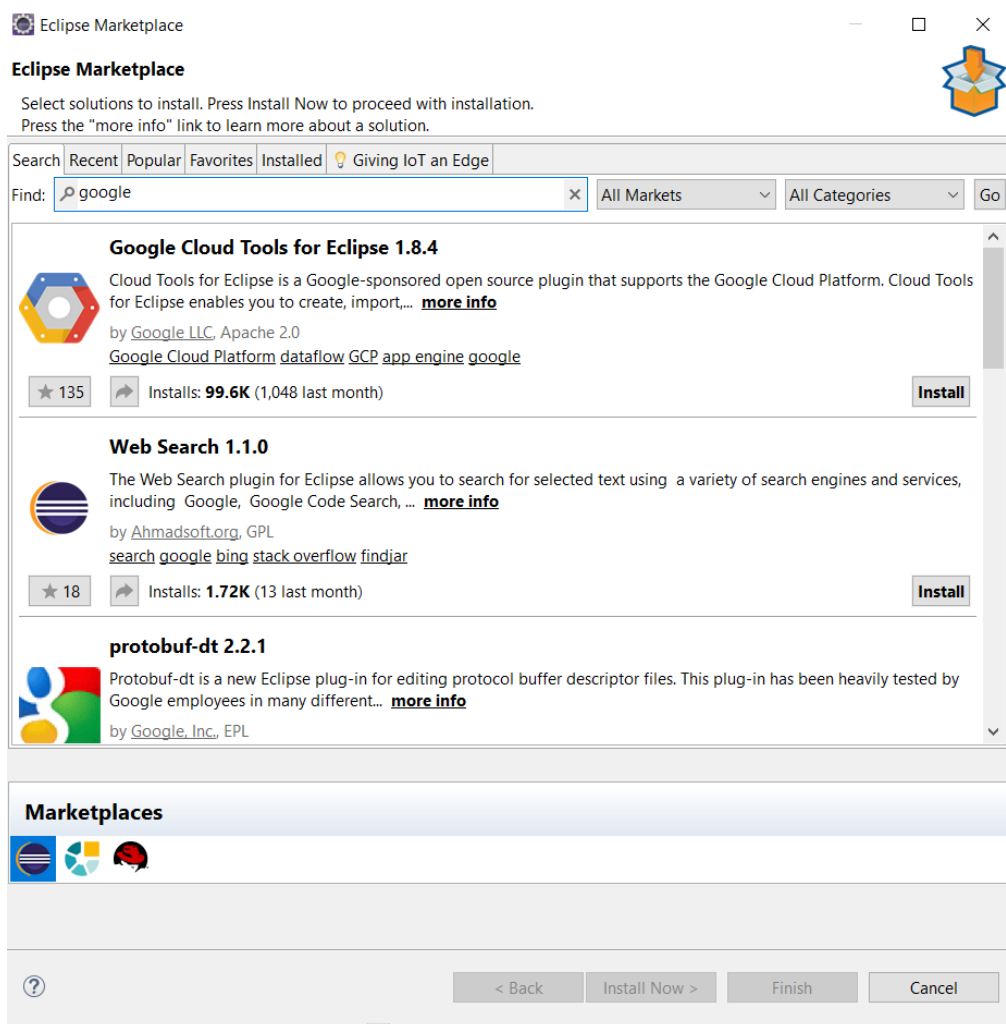 Eclipse Marketplace
Eclipse Marketplace
Select solutions to install. Press Install Now to proceed with installation.
Press the "more info" link to learn more about a solution.
Search Recent Popular Favorites Installed Giving IoT an Edge
Find: google All Markets All Categories Go
Google Cloud Tools for Eclipse 1.8.4
Cloud Tools for Eclipse is a Google-sponsored open source plugin that supports the Google Cloud Platform. Cloud Tools
for Eclipse enables you to create, import,... more info
by Google LLC, Apache 2.0
Google Cloud Platform dataflow GCP app engine google
135 Installs: 99.6K (1,048 last month) Install
Web Search 1.1.0
The Web Search plugin for Eclipse allows you to search for selected text using a variety of search engines and services,
including Google, Google Code Search, ... more info
by Ahmadsoft.org, GPL
search google bing stack overflow findjar
18 Installs: 1.72K (13 last month) Install
protobuf-dt 2.2.1
Protobuf-dt is a new Eclipse plug-in for editing protocol buffer descriptor files. This plug-in has been heavily tested by
Google employees in many different... more info
by Google, Inc., EPL
Marketplaces
? < Back Install Now > Finish Cancel